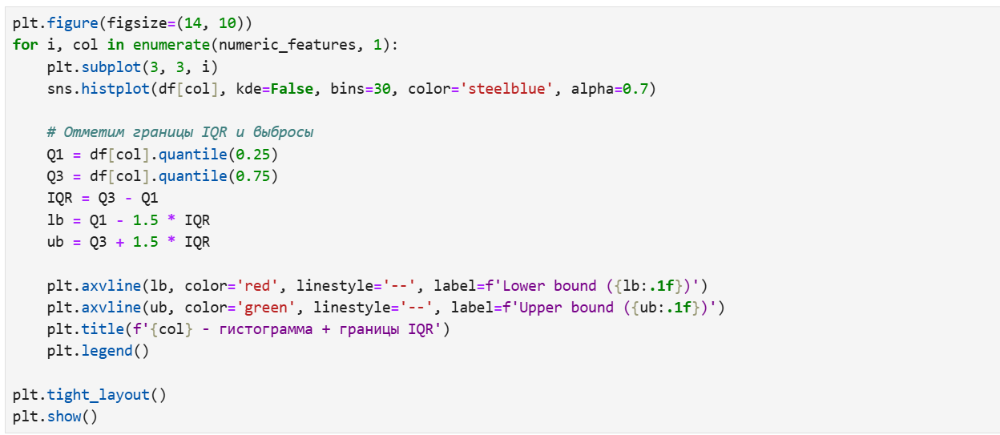 plt.figure(figsize=(14, 10))
for i, col in enumerate(numeric_features, 1):
    plt.subplot(3, 3, i)
    sns.histplot(df[col], kde=False, bins=30, color='steelblue', alpha=0.7)
    # Отметим границы IQR и выбросы
    Q1 = df[col].quantile(0.25)
    Q3 = df[col].quantile(0.75)
    IQR = Q3 - Q1
    lb = Q1 - 1.5 * IQR
    ub = Q3 + 1.5 * IQR
    plt.axvline(lb, color='red', linestyle='--', label=f'Lower bound ({lb:.1f})')
    plt.axvline(ub, color='green', linestyle='--', label=f'Upper bound ({ub:.1f})')
    plt.title(f'{col} - гистограмма + границы IQR')
    plt.legend()
plt.tight_layout()
plt.show()